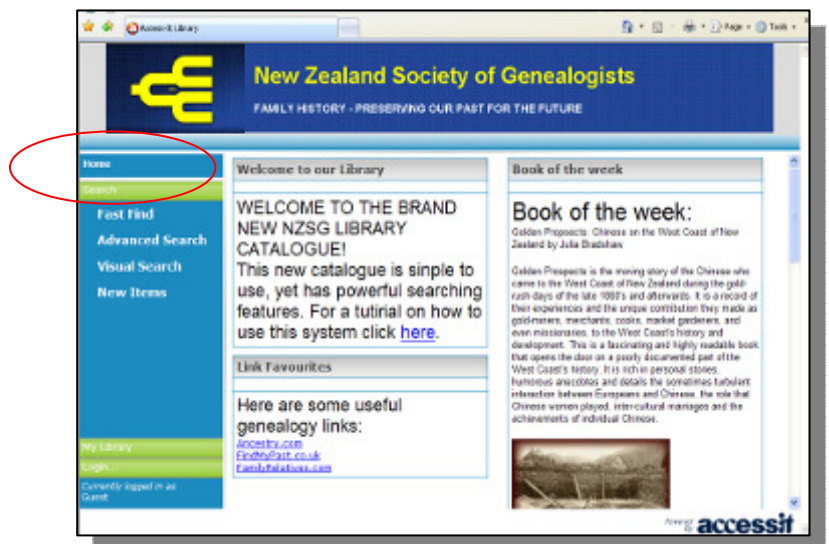 Access-It Library
Page
Tools
New Zealand Society of Genealogists
FAMILY HISTORY - PRESERVING OUR PAST FOR THE FUTURE
Home
Search
Fast Find
Advanced Search
Visual Search
New Items
My Library
Login...
Currently logged in as
Guest
Welcome to our Library
WELCOME TO THE BRAND
NEW NZSG LIBRARY
CATALOGUE!
This new catalogue is sinple to
use, yet has powerful searching
features. For a tutirial on how to
use this system click here.
Link Favourites
Here are some useful
genealogy links:
Ancestry.com
FindMyPast.co.uk
FamilyRelatives.com
Book of the week
Book of the week:
Golden Prospects: Chinese on the West Coast of New
Zealand by Julia Bradshaw
Golden Prospects is the moving story of the Chinese who
came to the West Coast of New Zealand during the gold-
rush days of the late 1860's and afterwards. It is a record of
their experiences and the unique contribution they made as
gold-miners, merchants, cooks, market gardeners, and
even missionaries, to the West Coast's history and
development. This is a fascinating and highly readable book
that opens the door on a poorly documented part of the
West Coast's history. It is rich in personal stories,
humorous anecdotes and details the sometimes turbulent
interaction between Europeans and Chinese, the role that
Chinese women played, inter-cultural marriages and the
achievements of individual Chinese.
Powered by accessit